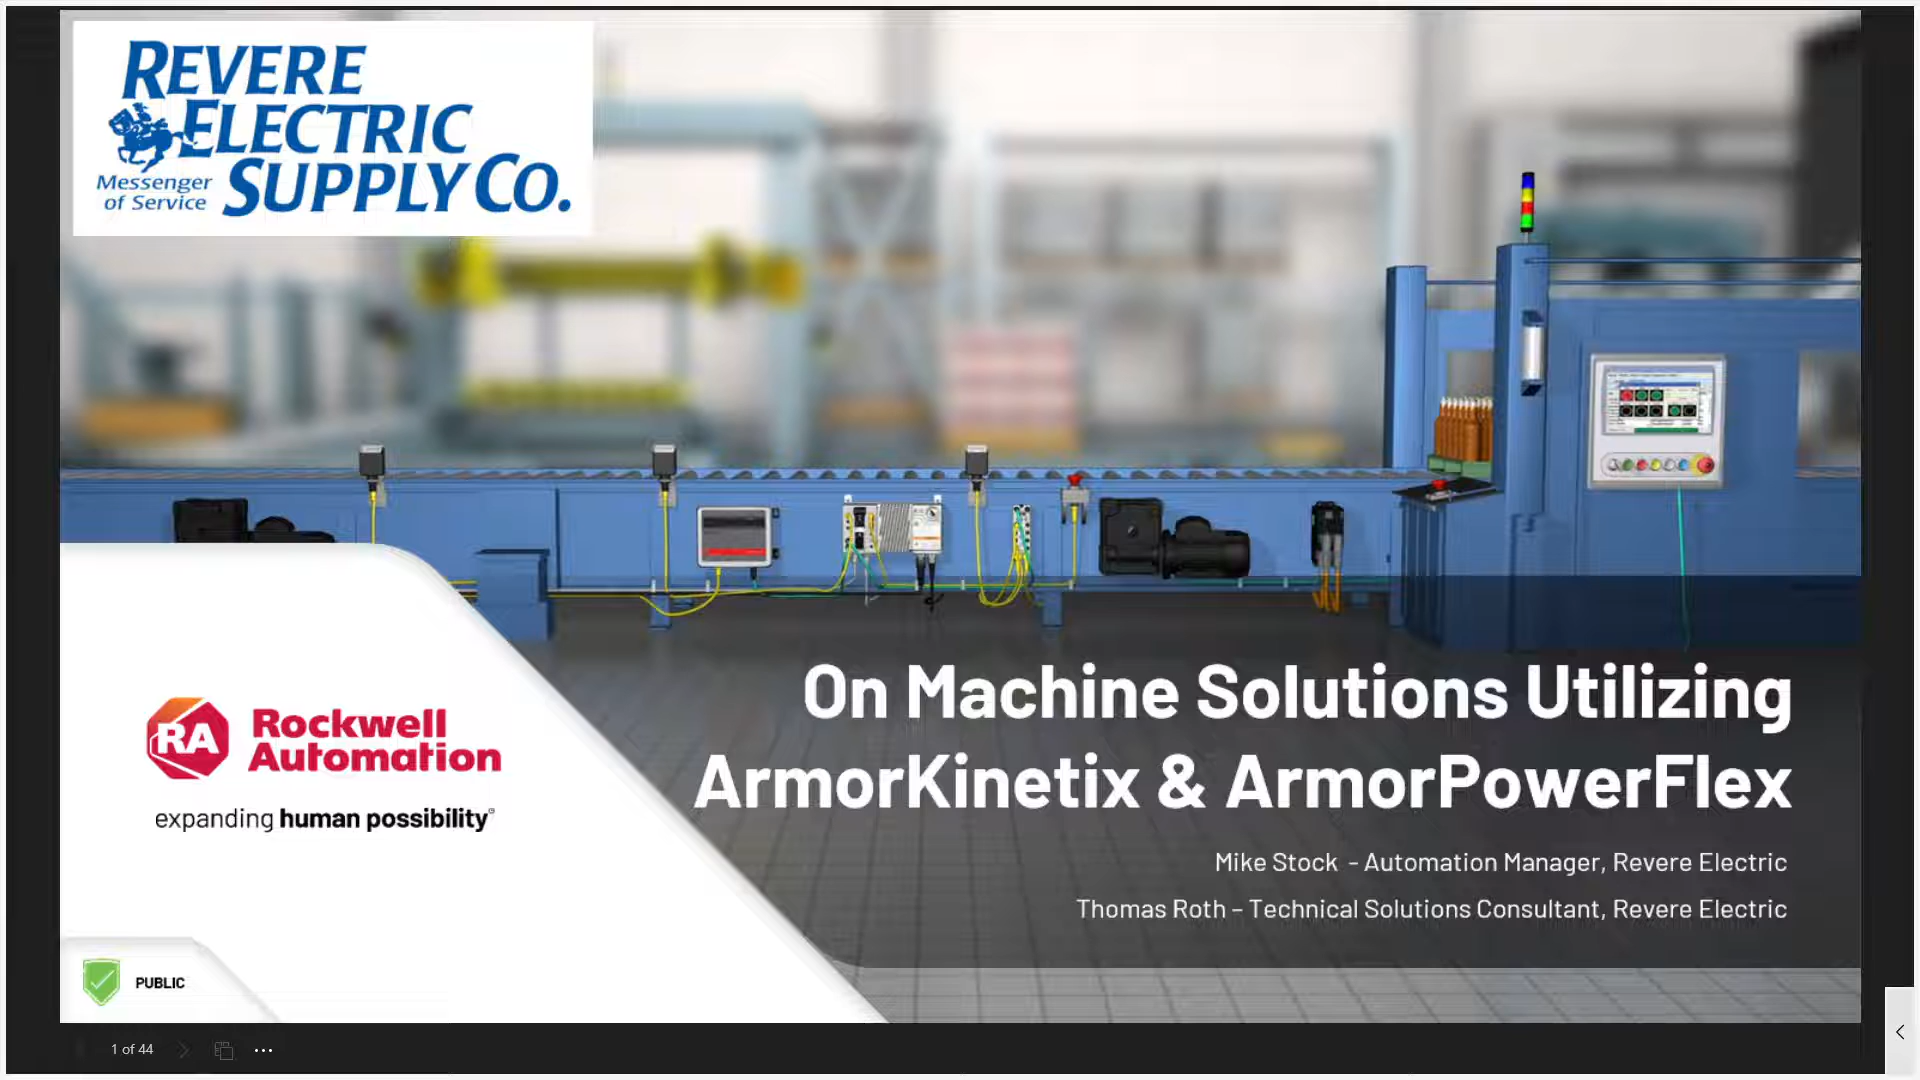 REVERE
ELECTRIC
SUPPLY CO.
Messenger
of Service
On Machine Solutions Utilizing
ArmorKinetix & ArmorPowerFlex
RA Rockwell
Automation
expanding human possibility®
Mike Stock - Automation Manager, Revere Electric
Thomas Roth – Technical Solutions Consultant, Revere Electric
PUBLIC
1 of 44